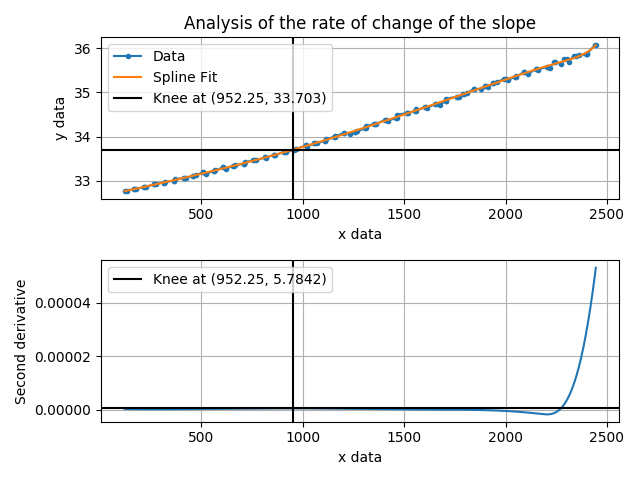 Analysis of the rate of change of the slope
36
35
34
33
y data
Data
Spline Fit
Knee at (952.25, 33.703)
500
1000
1500
2000
2500
x data
Knee at (952.25, 5.7842)
0.00004
0.00002
0.00000
Second derivative
500
1000
1500
2000
2500
x data